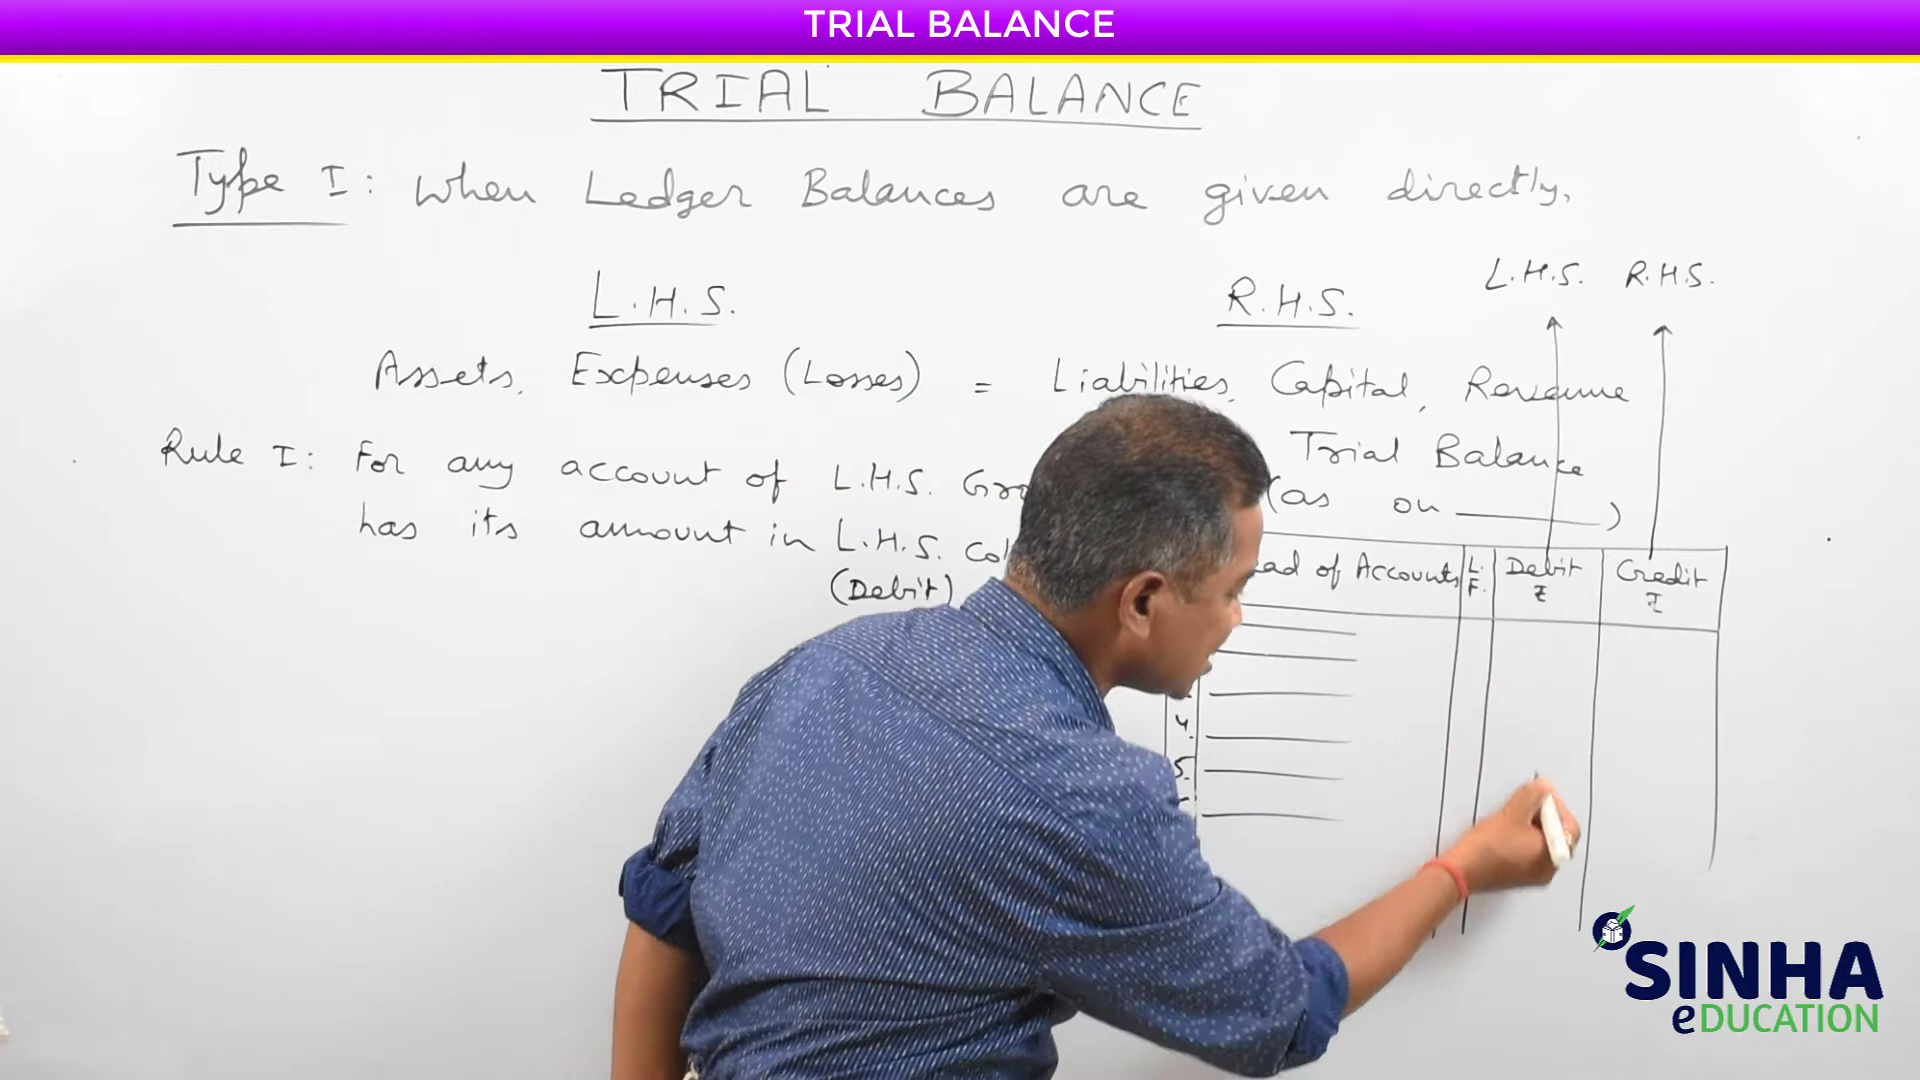 TRIAL BALANCE
TRIAL BALANCE
Type I: When Ledger Balances are given directly.
L.H.S. R.H.S.
L.H.S. R.H.S.
Assets, Expenses (Losses) = Liabilities, Capital, Revenue
Rule I: For any account of L.H.S.
has its amount in L.H.S.
(Debit)
Trial Balance
(as on ______)
of Accounts L.F. Debit ₹ Credit ₹
4.
5.
SINHA
eDUCATION